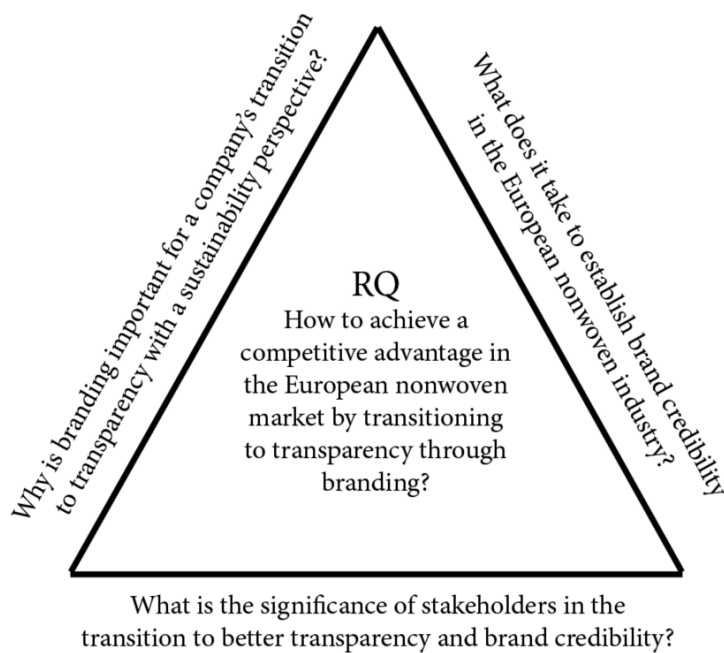 Why is branding important for a company's transition
to transparency with a sustainability perspective?
What does it take to establish brand credibility
in the European nonwoven industry?
RQ
How to achieve a
competitive advantage in
the European nonwoven
market by transitioning
to transparency through
branding?
What is the significance of stakeholders in the
transition to better transparency and brand credibility?